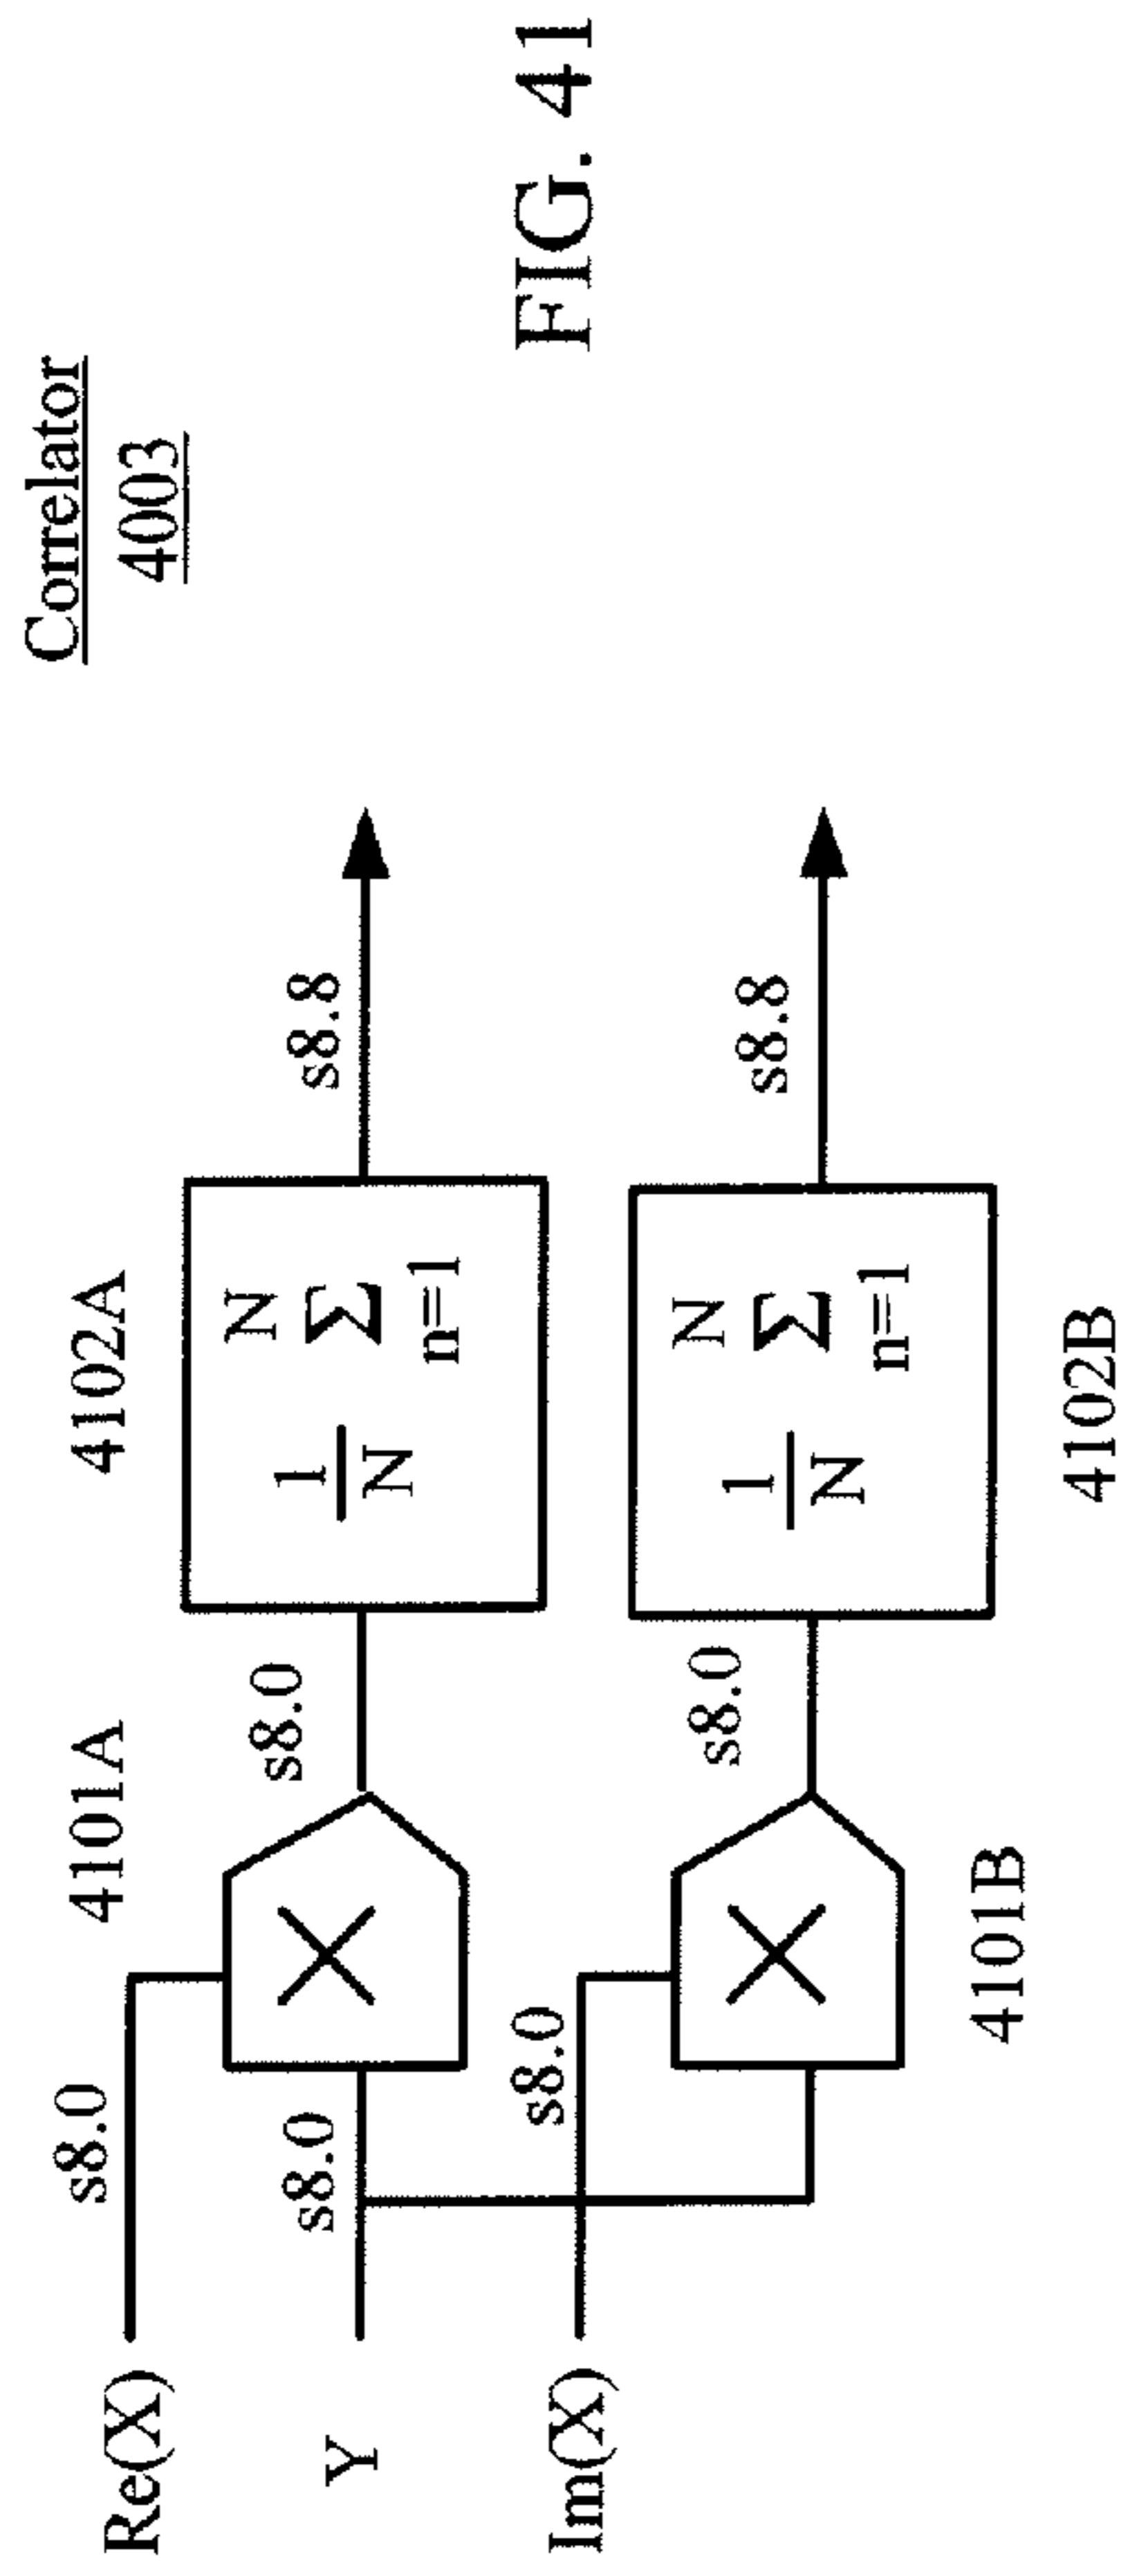 Correlator
4003
4101A
4102A
Re(X)
s8.0
s8.0
s8.8
1
N
N
Σ
n=1
Y
s8.0
Im(X)
s8.0
s8.0
s8.8
1
N
N
Σ
n=1
4101B
4102B
FIG. 41